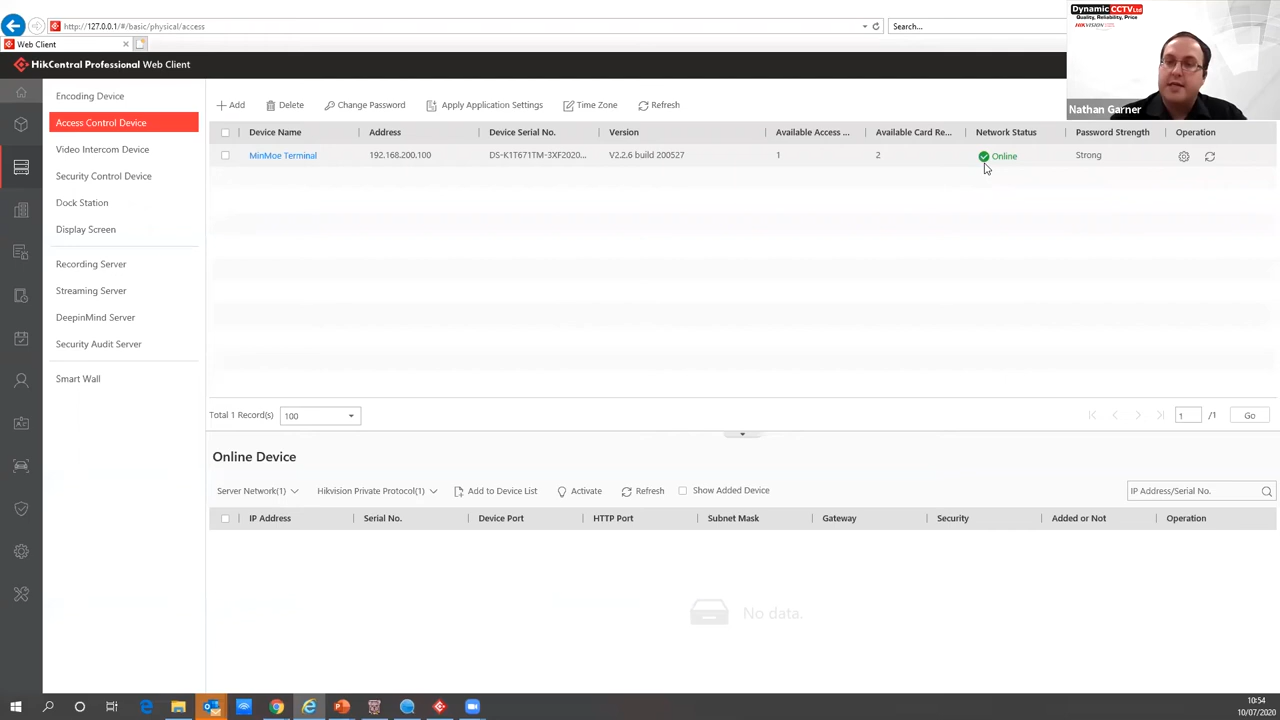 http://127.0.0.1/#/basic/physical/access
Search...
Web Client
HikCentral Professional Web Client
Dynamic CCTV Ltd
Quality, Reliability, Price
HIKVISION
Nathan Garner
Encoding Device
Access Control Device
Video Intercom Device
Security Control Device
Dock Station
Display Screen
Recording Server
Streaming Server
DeepinMind Server
Security Audit Server
Smart Wall
Add Delete Change Password Apply Application Settings Time Zone Refresh
Device Name Address Device Serial No. Version Available Access ... Available Card Re... Network Status Password Strength Operation
MinMoe Terminal 192.168.200.100 DS-K1T671TM-3XF2020... V2.2.6 build 200527 1 2 Online Strong
Total 1 Record(s) 100 1 /1 Go
Online Device
Server Network(1) Hikvision Private Protocol(1) Add to Device List Activate Refresh Show Added Device IP Address/Serial No.
IP Address Serial No. Device Port HTTP Port Subnet Mask Gateway Security Added or Not Operation
No data.
10:54
10/07/2020